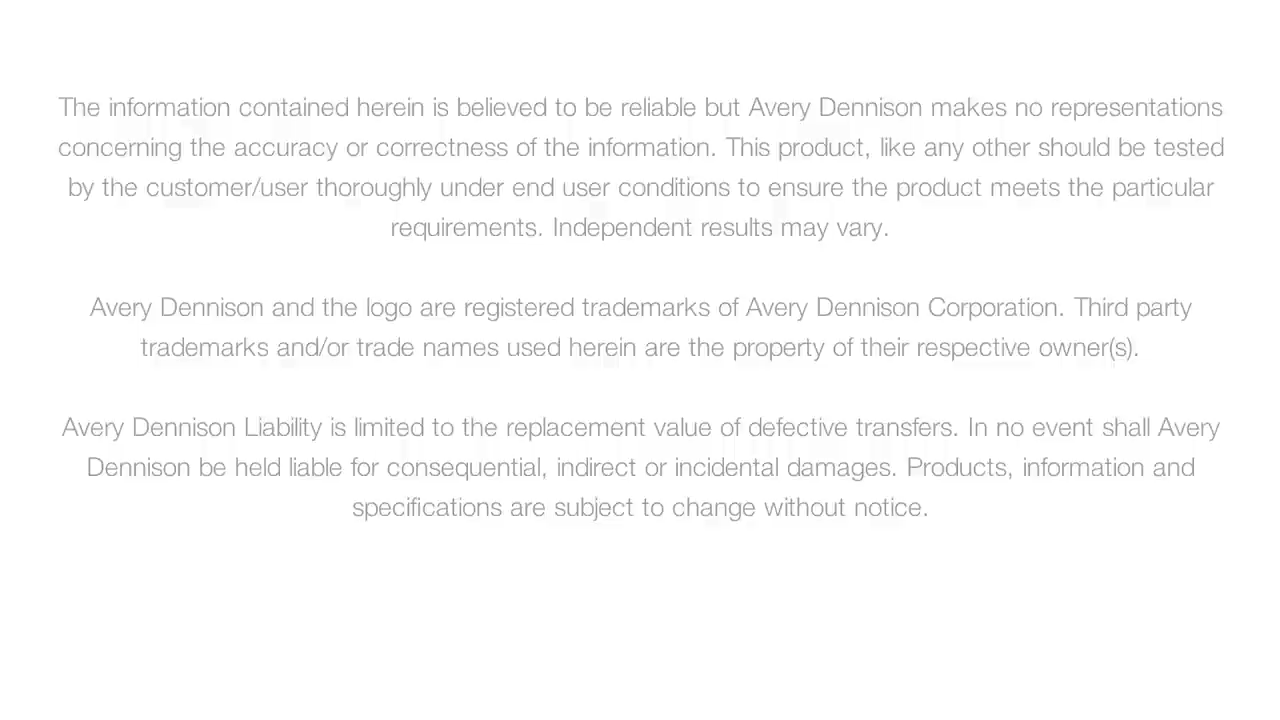 The information contained herein is believed to be reliable but Avery Dennison makes no representations
concerning the accuracy or correctness of the information. This product, like any other should be tested
by the customer/user thoroughly under end user conditions to ensure the product meets the particular
requirements. Independent results may vary.
Avery Dennison and the logo are registered trademarks of Avery Dennison Corporation. Third party
trademarks and/or trade names used herein are the property of their respective owner(s).
Avery Dennison Liability is limited to the replacement value of defective transfers. In no event shall Avery
Dennison be held liable for consequential, indirect or incidental damages. Products, information and
specifications are subject to change without notice.